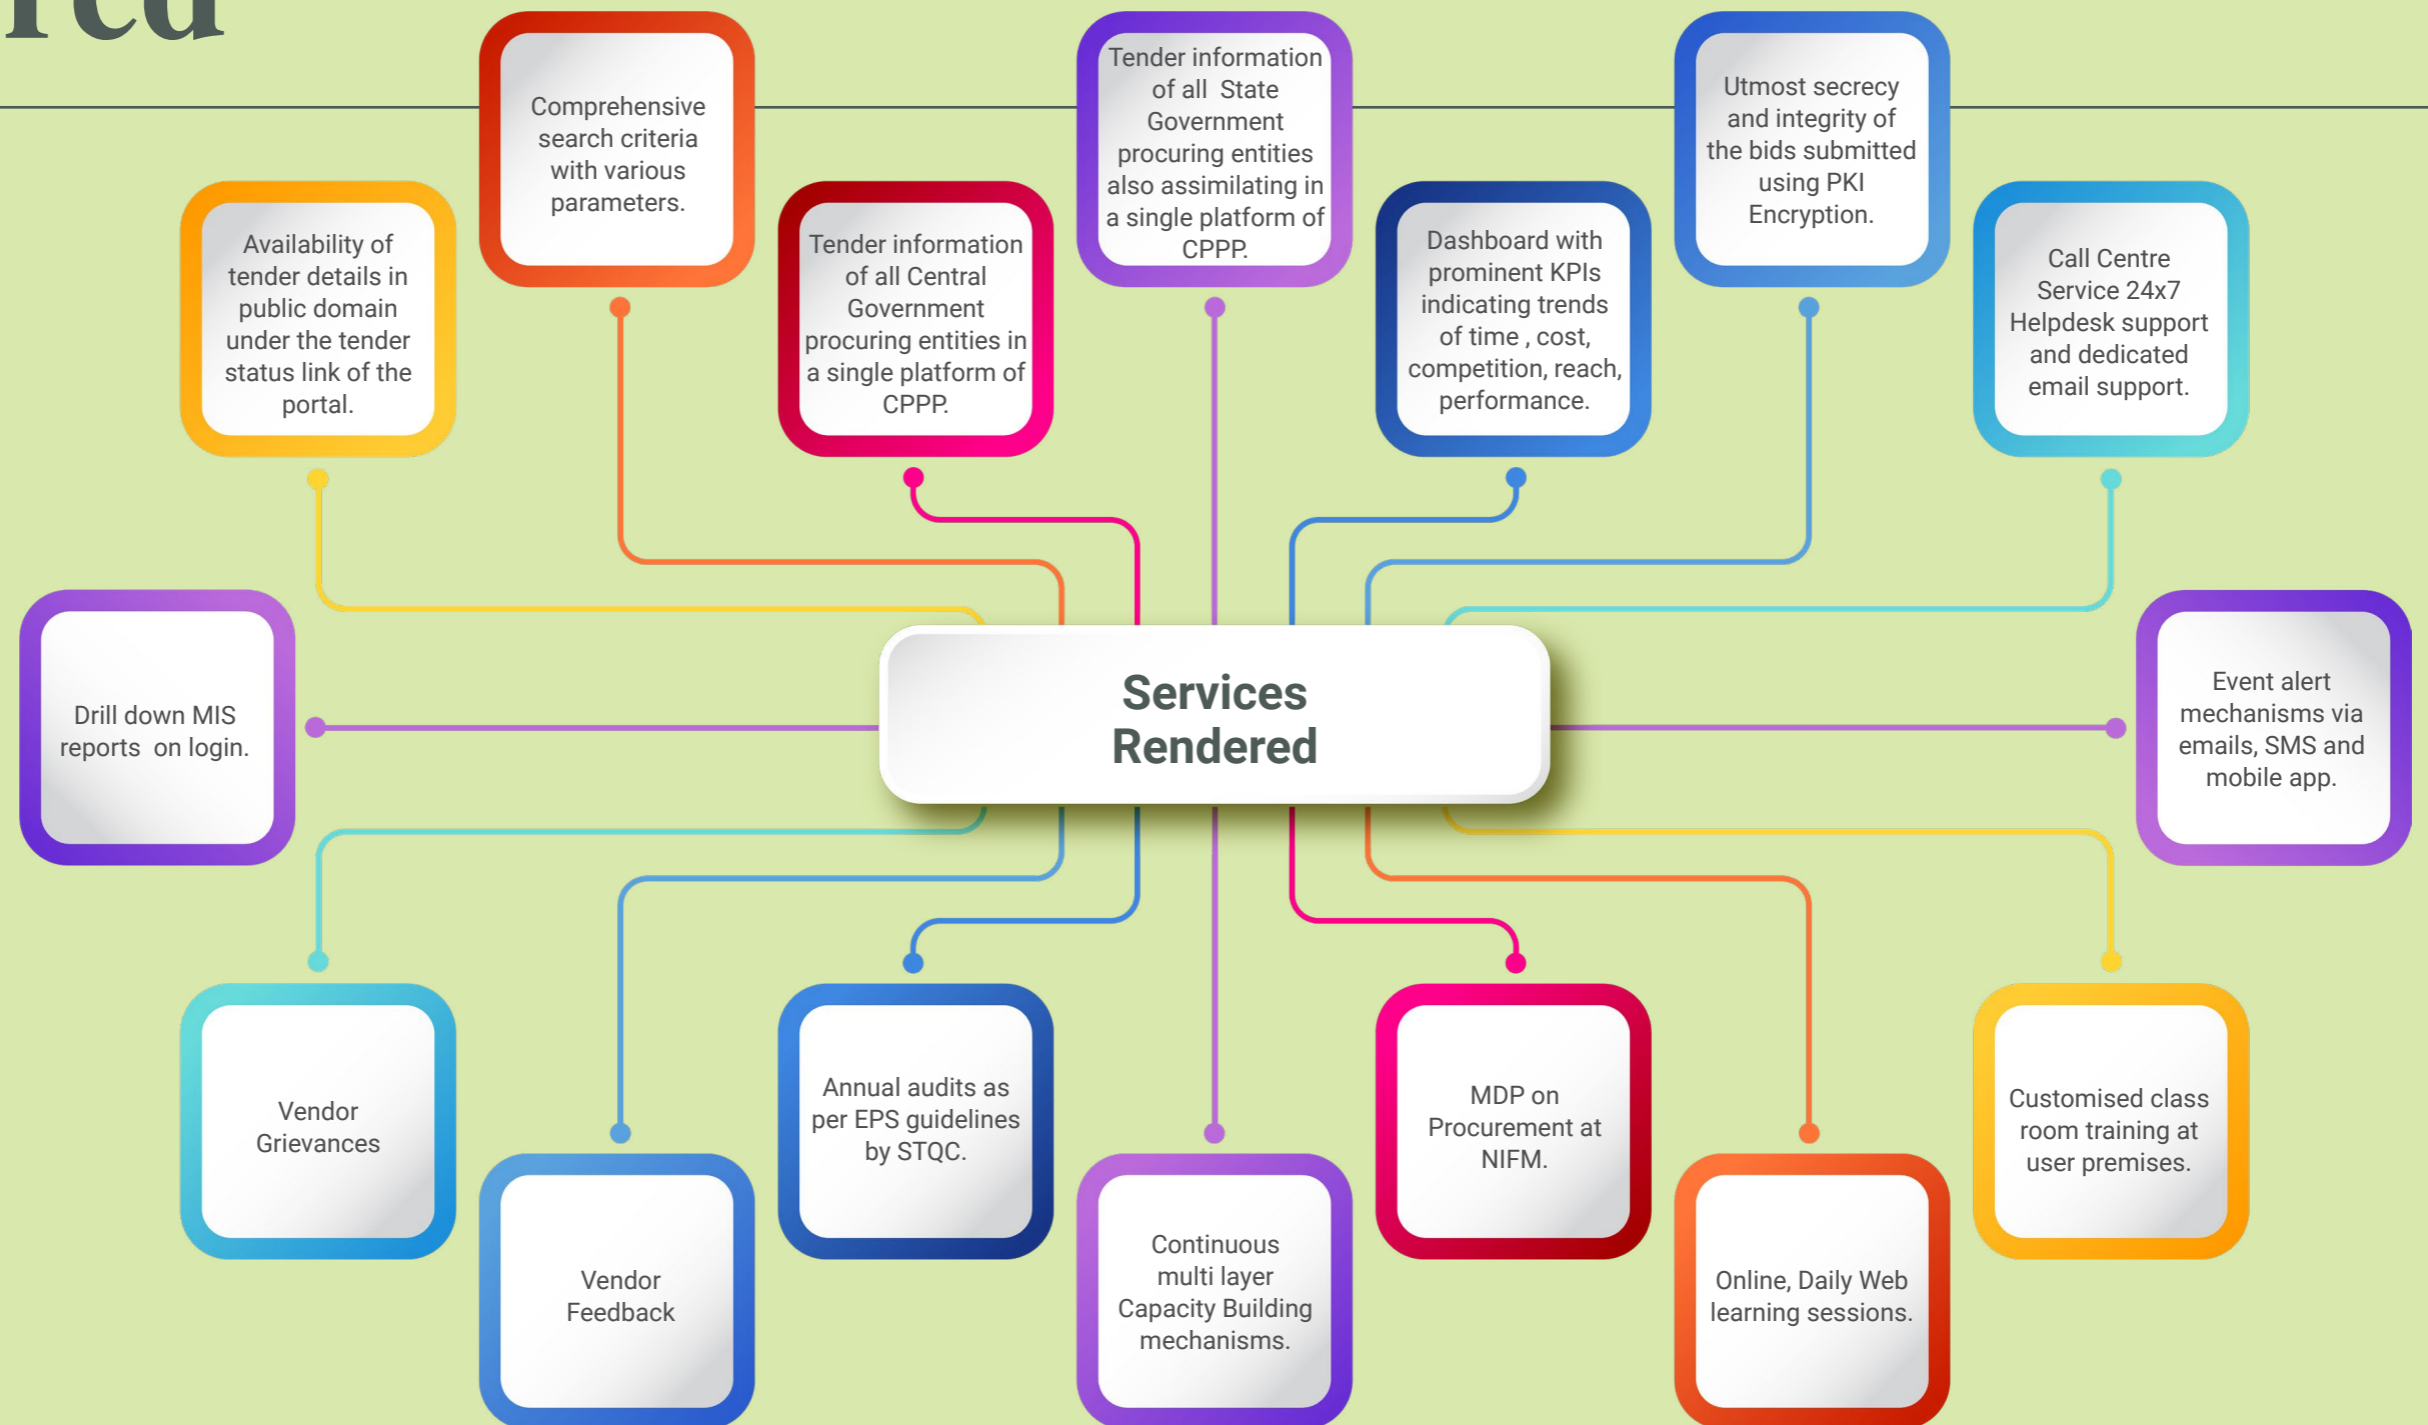 Comprehensive
search criteria
with various
parameters.
Tender information
of all State
Government
procuring entities
also assimilating in
a single platform of
CPPP.
Utmost secrecy
and integrity of
the bids submitted
using PKI
Encryption.
Availability of
tender details in
public domain
under the tender
status link of the
portal.
Tender information
of all Central
Government
procuring entities in
a single platform of
CPPP.
Dashboard with
prominent KPIs
indicating trends
of time , cost,
competition, reach,
performance.
Call Centre
Service 24x7
Helpdesk support
and dedicated
email support.
Drill down MIS
reports on login.
Services
Rendered
Event alert
mechanisms via
emails, SMS and
mobile app.
Vendor
Grievances
Vendor
Feedback
Annual audits as
per EPS guidelines
by STQC.
Continuous
multi layer
Capacity Building
mechanisms.
MDP on
Procurement at
NIFM.
Online, Daily Web
learning sessions.
Customised class
room training at
user premises.